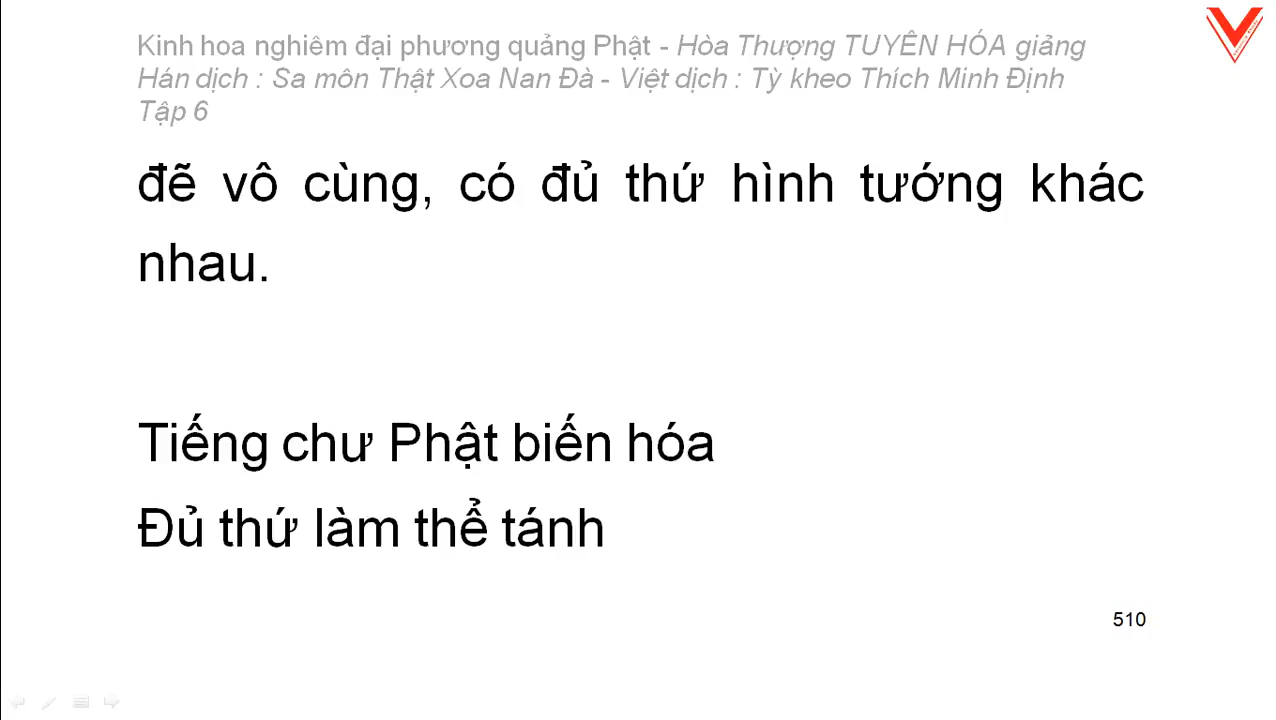 Kinh hoa nghiêm đại phương quảng Phật - Hòa Thượng TUYÊN HÓA giảng
Hán dịch : Sa môn Thật Xoa Nan Đà - Việt dịch : Tỳ kheo Thích Minh Định
Tập 6
đẽ vô cùng, có đủ thứ hình tướng khác
nhau.
Tiếng chư Phật biến hóa
Đủ thứ làm thể tánh
510